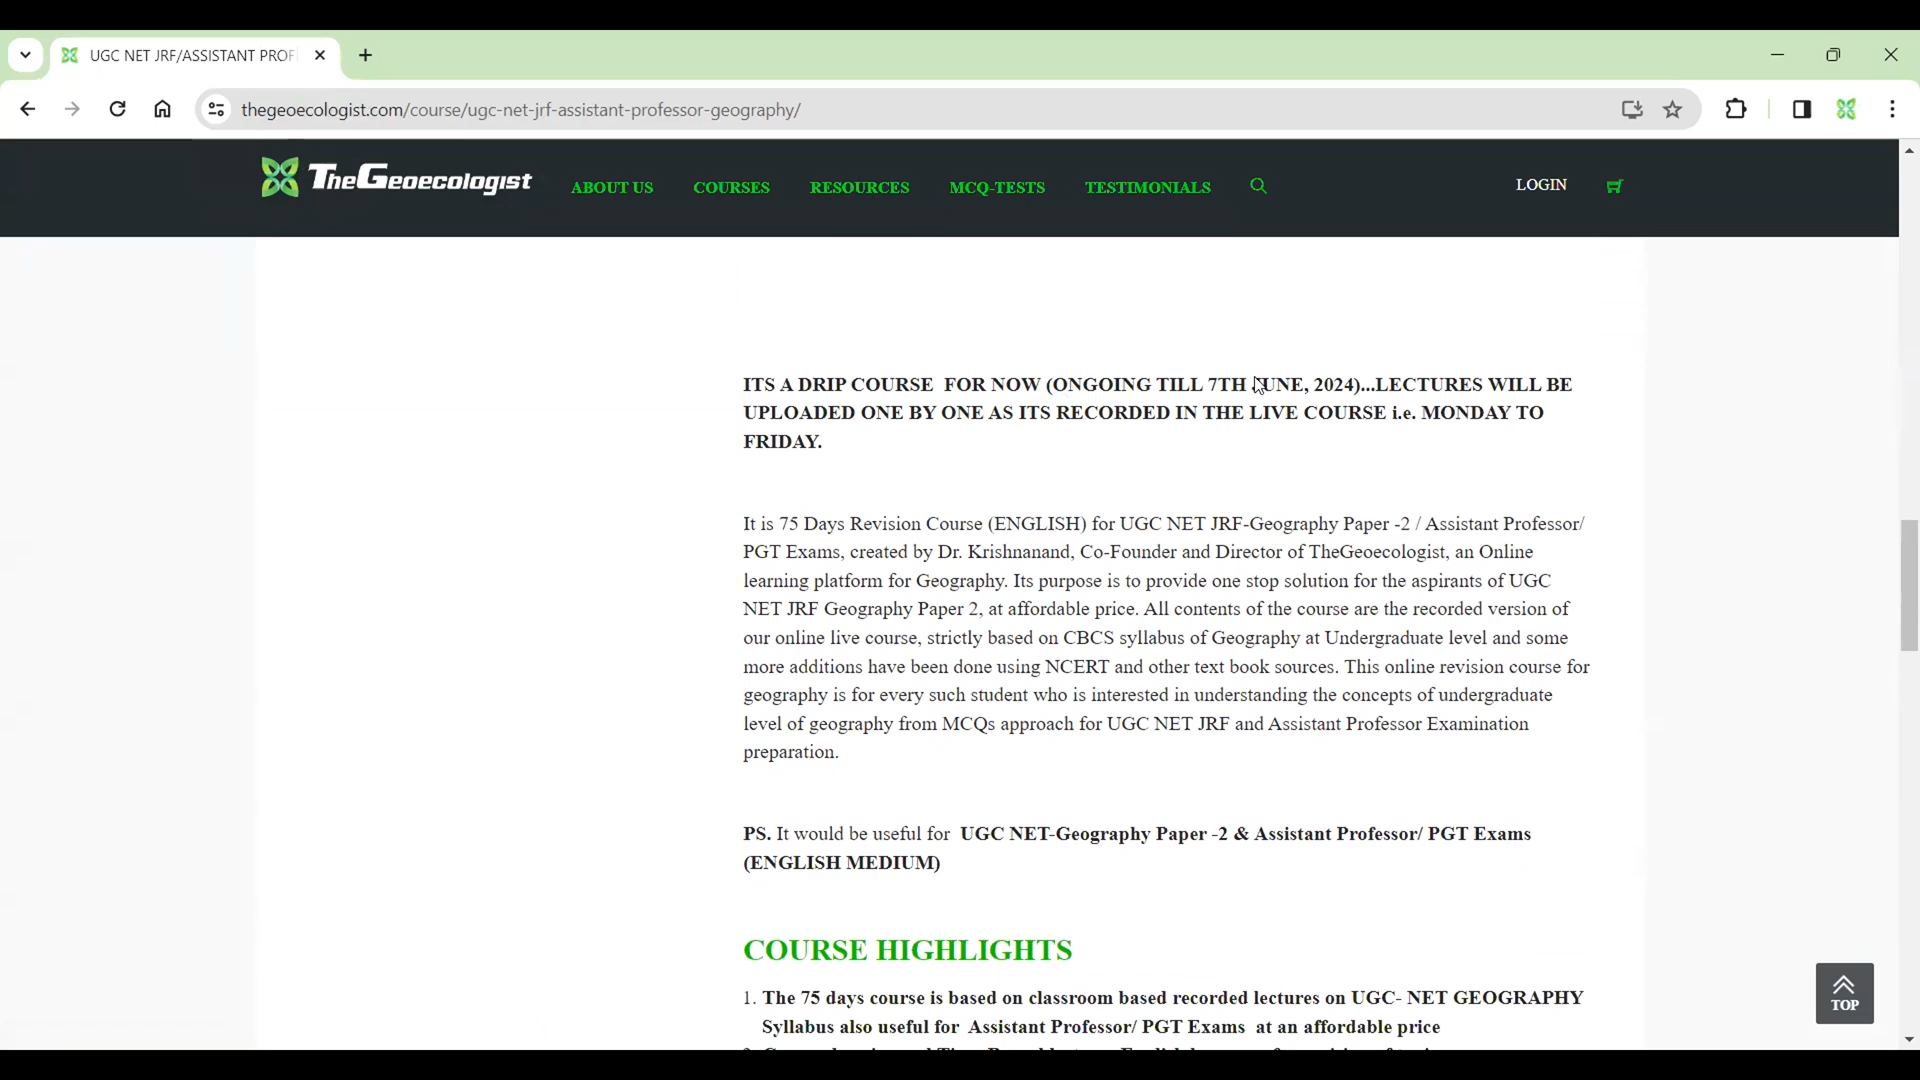 UGC NET JRF/ASSISTANT PROF
thegeoecologist.com/course/ugc-net-jrf-assistant-professor-geography/
TheGeoecologist
ABOUT US
COURSES
RESOURCES
MCQ-TESTS
TESTIMONIALS
LOGIN
ITS A DRIP COURSE FOR NOW (ONGOING TILL 7TH JUNE, 2024)...LECTURES WILL BE
UPLOADED ONE BY ONE AS ITS RECORDED IN THE LIVE COURSE i.e. MONDAY TO
FRIDAY.
It is 75 Days Revision Course (ENGLISH) for UGC NET JRF-Geography Paper -2 / Assistant Professor/
PGT Exams, created by Dr. Krishnanand, Co-Founder and Director of TheGeoecologist, an Online
learning platform for Geography. Its purpose is to provide one stop solution for the aspirants of UGC
NET JRF Geography Paper 2, at affordable price. All contents of the course are the recorded version of
our online live course, strictly based on CBCS syllabus of Geography at Undergraduate level and some
more additions have been done using NCERT and other text book sources. This online revision course for
geography is for every such student who is interested in understanding the concepts of undergraduate
level of geography from MCQs approach for UGC NET JRF and Assistant Professor Examination
preparation.
PS. It would be useful for UGC NET-Geography Paper -2 & Assistant Professor/ PGT Exams
(ENGLISH MEDIUM)
COURSE HIGHLIGHTS
1. The 75 days course is based on classroom based recorded lectures on UGC- NET GEOGRAPHY
Syllabus also useful for Assistant Professor/ PGT Exams at an affordable price
TOP